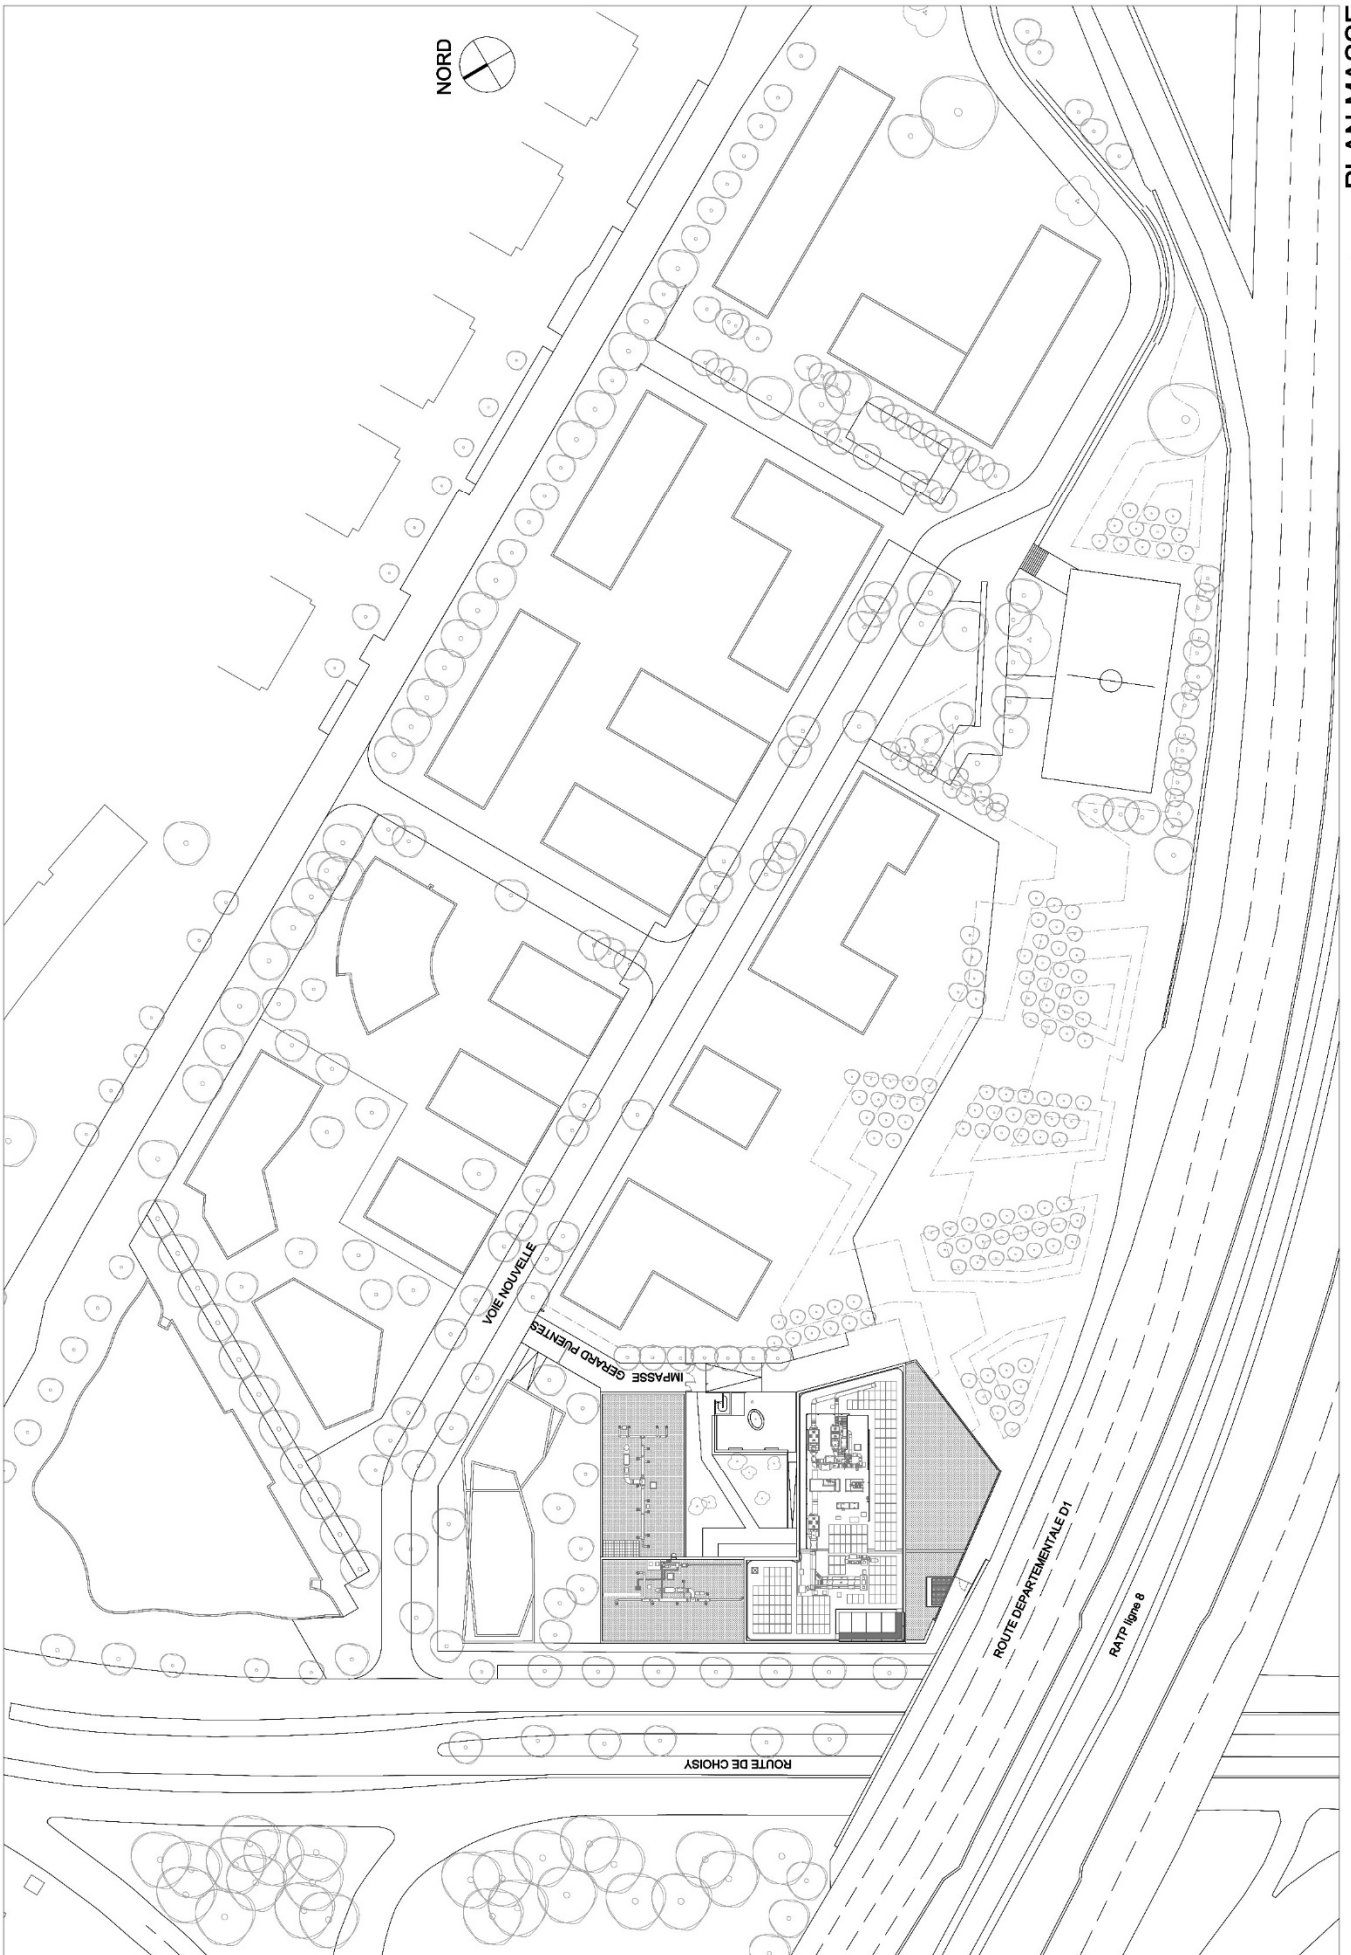 NORD
PLAN MASSE
VOIE NOUVELLE
IMPASSE GERARD PUENTES
ROUTE DEPARTEMENTALE D1
RATP ligne 8
ROUTE DE CHOISY